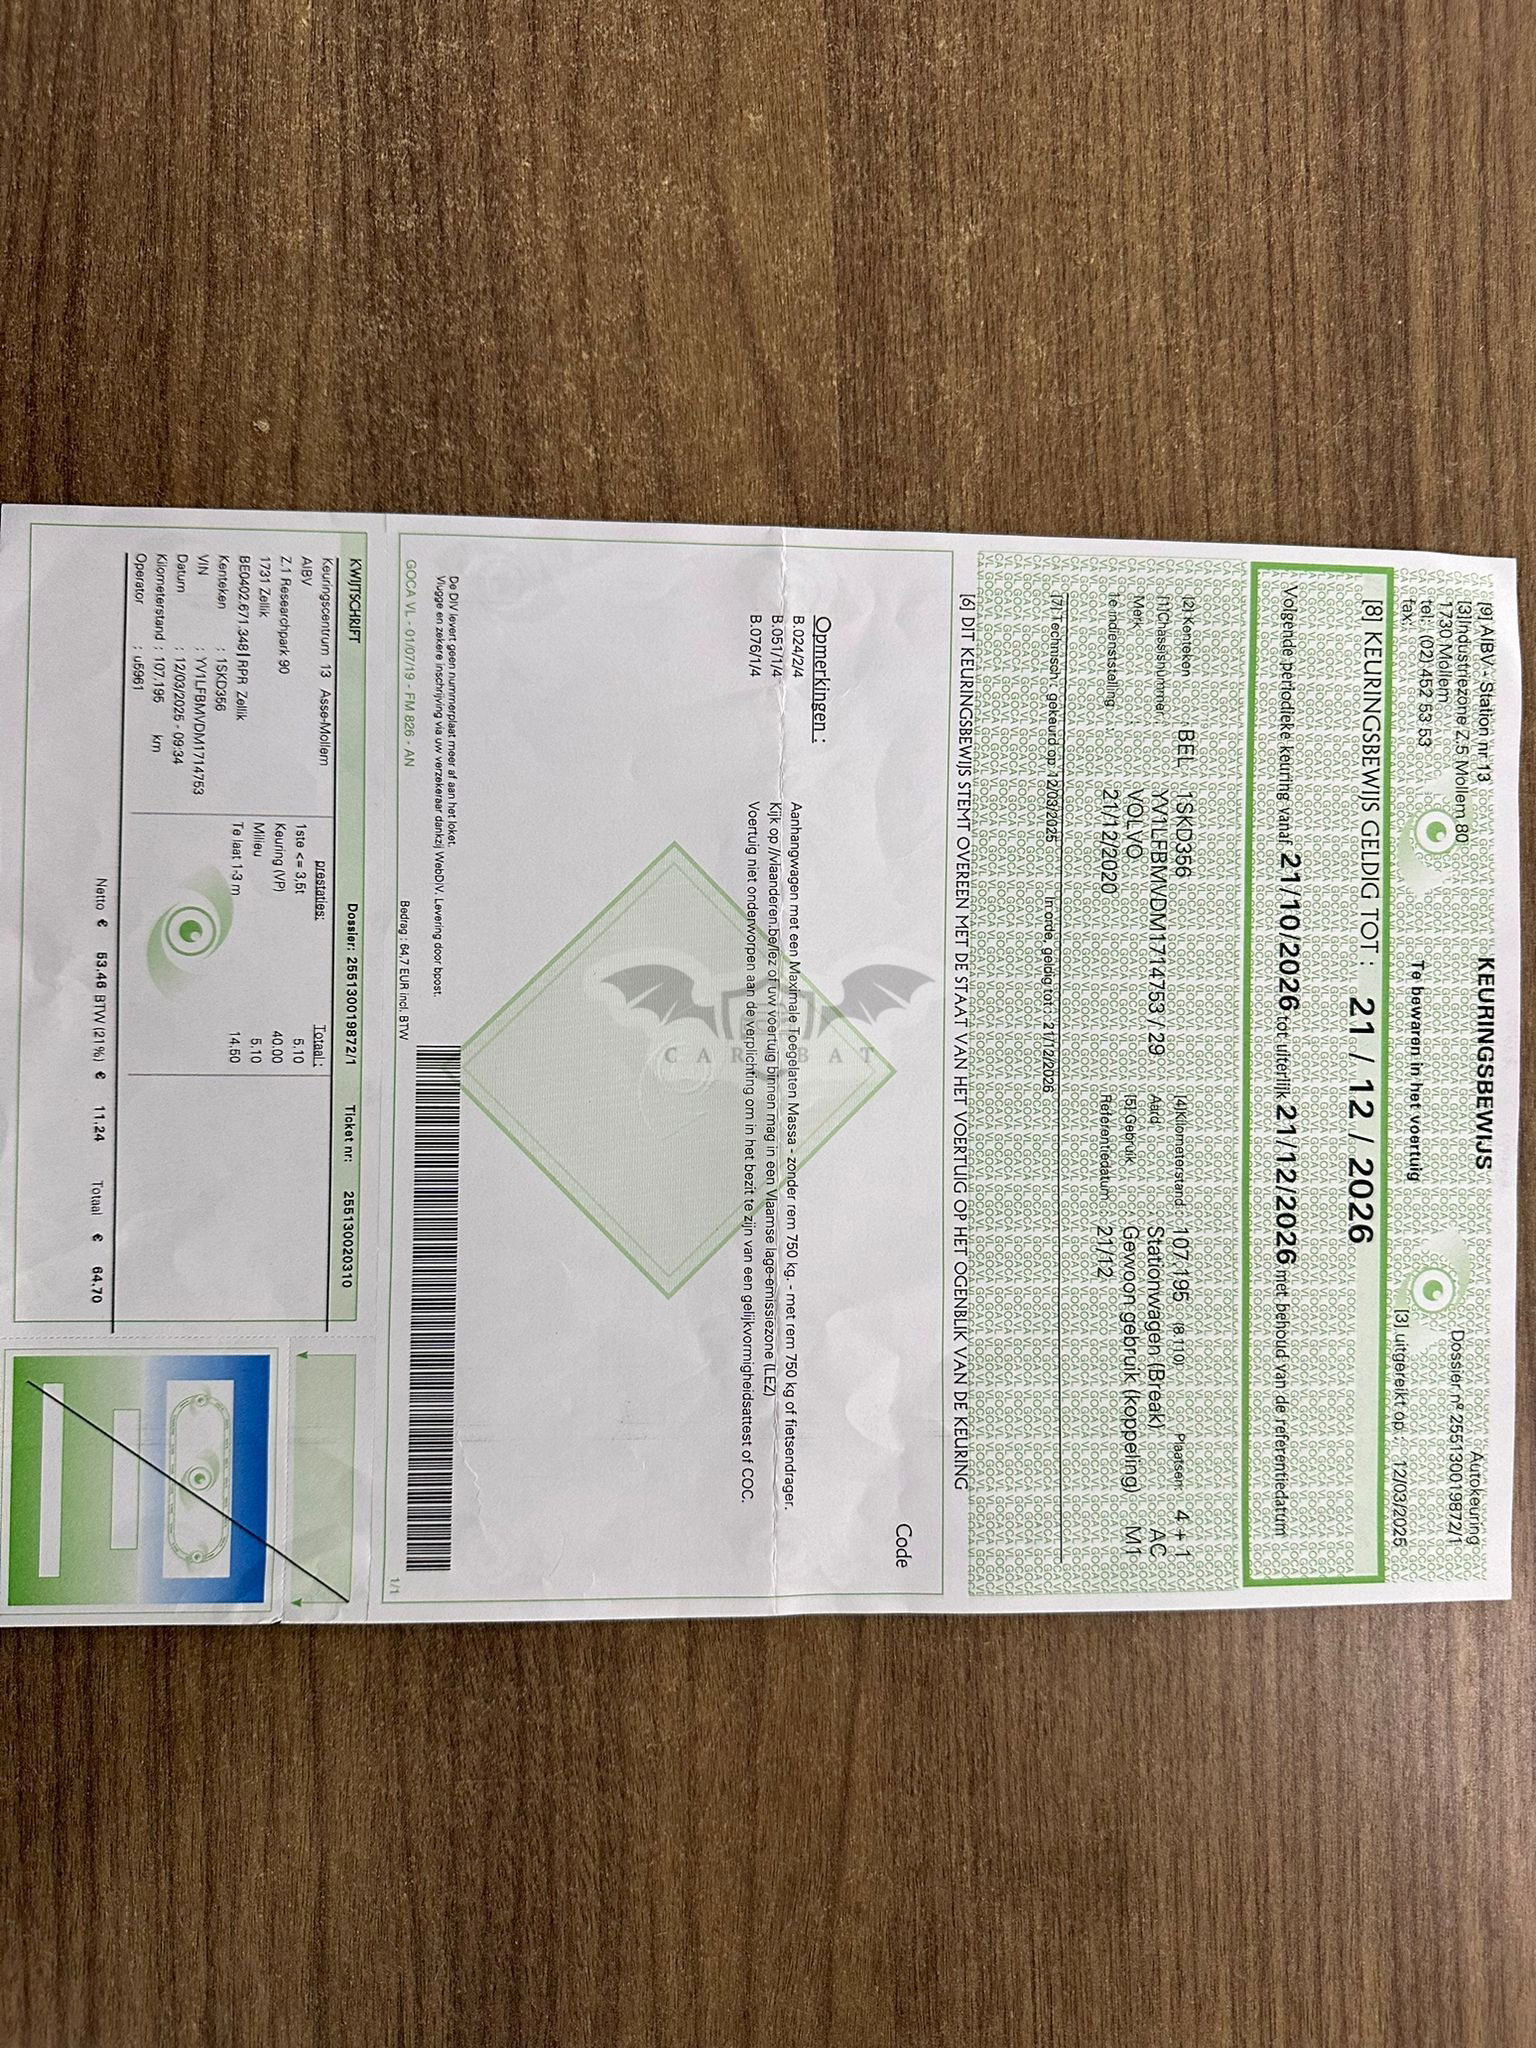 KEURINGSBEWIJS
Te bewaren in het voertuig
[9] AIBV - Station nr. 13
[3] Industriezone Z.5 Mollem 80
1730 Mollem
tel: (02) 452 53 53
fax:
Autokeuring
Dossier nº 255130019872/1
[3] uitgereikt op : 12/03/2025
[8] KEURINGSBEWIJS GELDIG TOT : 21 / 12 / 2026
Volgende periodieke keuring vanaf 21/10/2026 tot uiterlijk 21/12/2026 met behoud van de referentiedatum
[2] Kenteken : BEL 1SKD356 [4] Kilometerstand : 107.195 (8.110) Plaatsen: 4 + 1
[1] Chassisnummer : YV1LFBMVDM1714753 / 29 Aard : Stationwagen (Break) AC
Merk : VOLVO [5] Gebruik : Gewoon gebruik (koppeling) M1
1e indienststelling : 21/12/2020 Referentiedatum : 21/12
[7] Technisch : gekeurd op 12/03/2025 In orde, geldig tot : 21/12/2026
[6] DIT KEURINGSBEWIJS STEMT OVEREEN MET DE STAAT VAN HET VOERTUIG OP HET OGENBLIK VAN DE KEURING
Code
Opmerkingen :
B.024/2/4 Aanhangwagen met een Maximale Toegelaten Massa - zonder rem 750 kg. - met rem 750 kg of fietsendrager.
B.051/1/4 Kijk op //vlaanderen.be/lez of uw voertuig binnen mag in een Vlaamse lage-emissiezone (LEZ)
B.076/1/4 Voertuig niet onderworpen aan de verplichting om in het bezit te zijn van een gelijkvormigheidsattest of COC.
CAR BAT
De DIV levert geen nummerplaat meer af aan het loket.
Vlugge en zekere inschrijving via uw verzekeraar dankzij WebDIV. Levering door bpost.
Bedrag : 64,7 EUR incl. BTW
GOCA VL - 01/07/19 - FM 826 - AN
1/1
KWIJTSCHRIFT Dossier: 255130019872/1 Ticket nr: 255130020310
Keuringscentrum 13 Asse-Mollem
AIBV
Z.1 Researchpark 90
1731 Zellik
BE0402.671.348 | RPR Zellik
Kenteken : 1SKD356
VIN : YV1LFBMVDM1714753
Datum : 12/03/2025 - 09:34
Kilometerstand : 107.195 km
Operator : u5961
prestaties: Totaal :
1ste <= 3,5t 5.10
Keuring (VP) 40.00
Milieu 5.10
Te laat 1-3 m 14.50
Netto € 53.46 BTW (21%) € 11.24 Totaal € 64.70